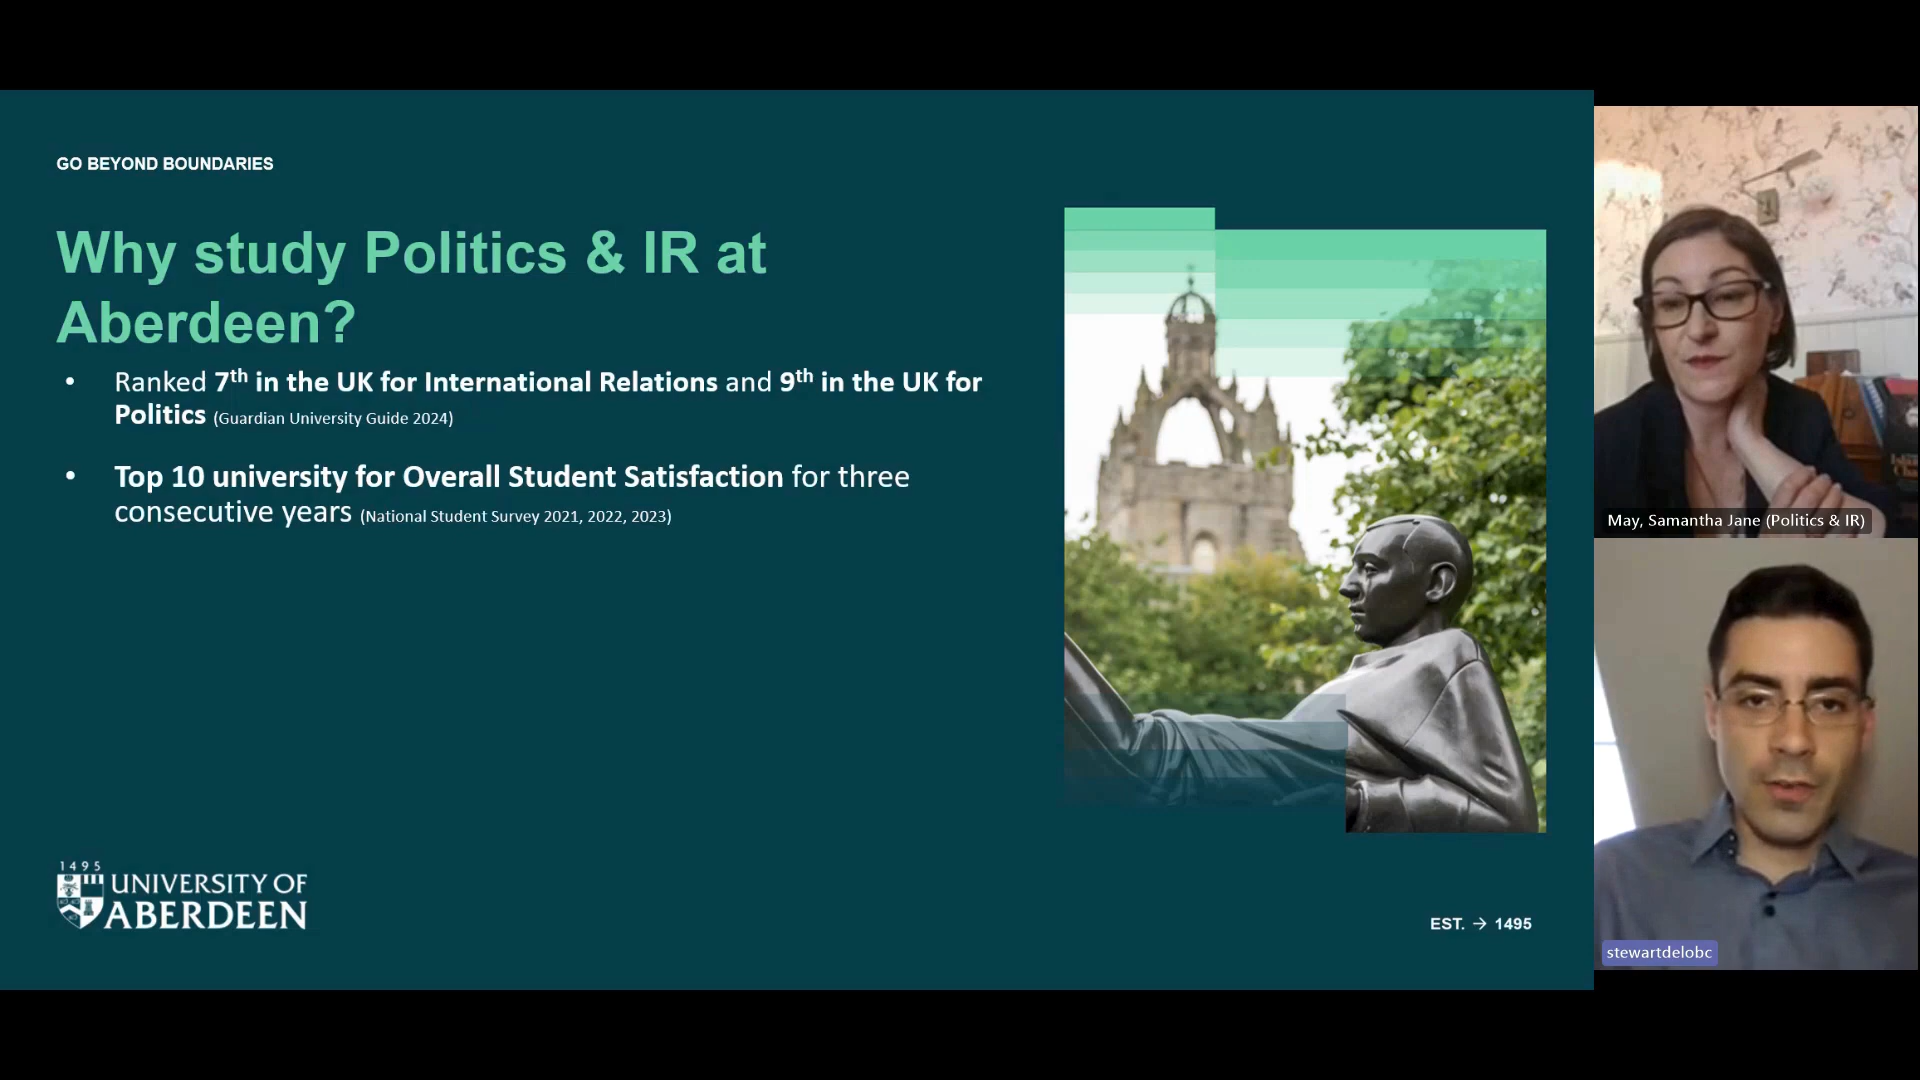 GO BEYOND BOUNDARIES
Why study Politics & IR at
Aberdeen?
• Ranked 7th in the UK for International Relations and 9th in the UK for
Politics (Guardian University Guide 2024)
• Top 10 university for Overall Student Satisfaction for three
consecutive years (National Student Survey 2021, 2022, 2023)
1495
UNIVERSITY OF
ABERDEEN
EST. → 1495
May, Samantha Jane (Politics & IR)
stewartdelobc